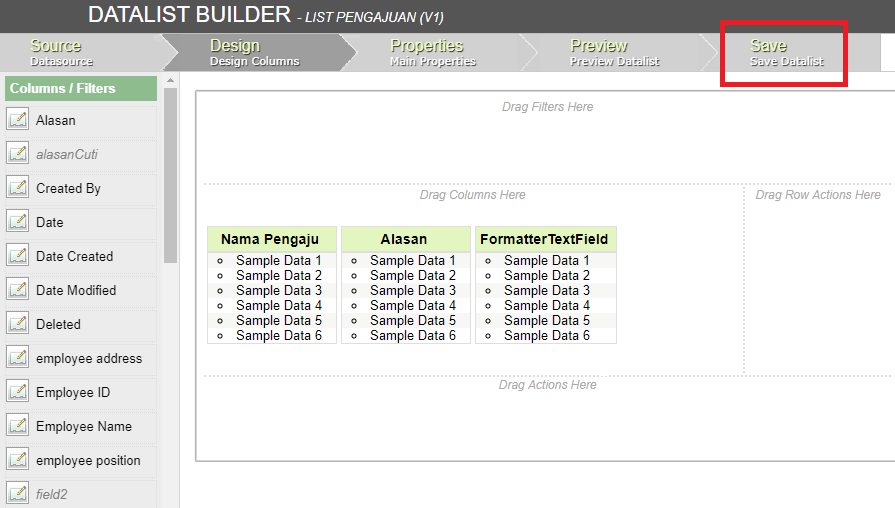 DATALIST BUILDER - LIST PENGAJUAN (V1)
Source
Datasource
Design
Design Columns
Properties
Main Properties
Preview
Preview Datalist
Save
Save Datalist
Columns / Filters
Alasan
alasanCuti
Created By
Date
Date Created
Date Modified
Deleted
employee address
Employee ID
Employee Name
employee position
field2
Drag Filters Here
Drag Columns Here
Drag Row Actions Here
Nama Pengaju
Sample Data 1
Sample Data 2
Sample Data 3
Sample Data 4
Sample Data 5
Sample Data 6
Alasan
Sample Data 1
Sample Data 2
Sample Data 3
Sample Data 4
Sample Data 5
Sample Data 6
FormatterTextField
Sample Data 1
Sample Data 2
Sample Data 3
Sample Data 4
Sample Data 5
Sample Data 6
Drag Actions Here